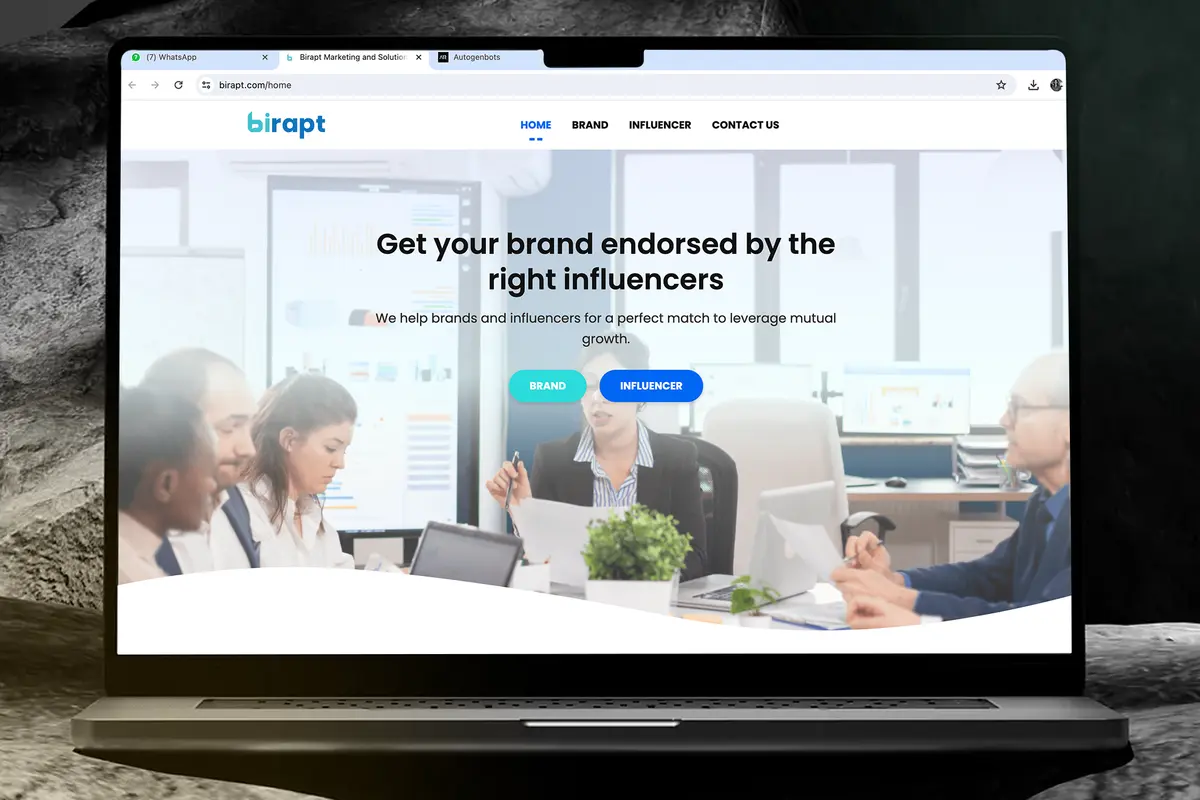 (7) WhatsApp
Birapt Marketing and Solution
Autogenbots
birapt.com/home
birapt
HOME BRAND INFLUENCER CONTACT US
Get your brand endorsed by the
right influencers
We help brands and influencers for a perfect match to leverage mutual
growth.
BRAND INFLUENCER